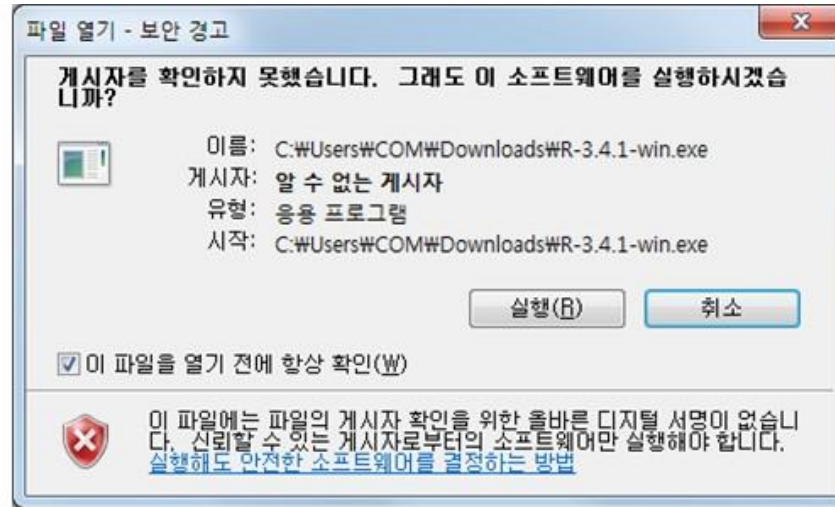 파일 열기 - 보안 경고
게시자를 확인하지 못했습니다. 그래도 이 소프트웨어를 실행하시겠습
니까?
이름: C:₩Users₩COM₩Downloads₩R-3.4.1-win.exe
게시자: 알 수 없는 게시자
유형: 응용 프로그램
시작: C:₩Users₩COM₩Downloads₩R-3.4.1-win.exe
실행(R) 취소
이 파일을 열기 전에 항상 확인(W)
이 파일에는 파일의 게시자 확인을 위한 올바른 디지털 서명이 없습니
다. 신뢰할 수 있는 게시자로부터의 소프트웨어만 실행해야 합니다.
실행해도 안전한 소프트웨어를 결정하는 방법